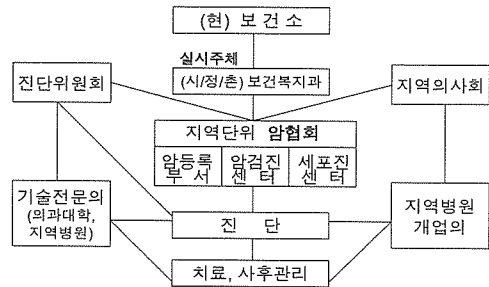 (현) 보 건 소
실시주체
(시/정/촌) 보건복지과
진단위원회
지역의사회
지역단위 암협회
암등록 부 서
암검진 센 터
세포진 센 터
기술전문의
(의과대학,
지역병원)
진 단
지역병원
개업의
치료, 사후관리